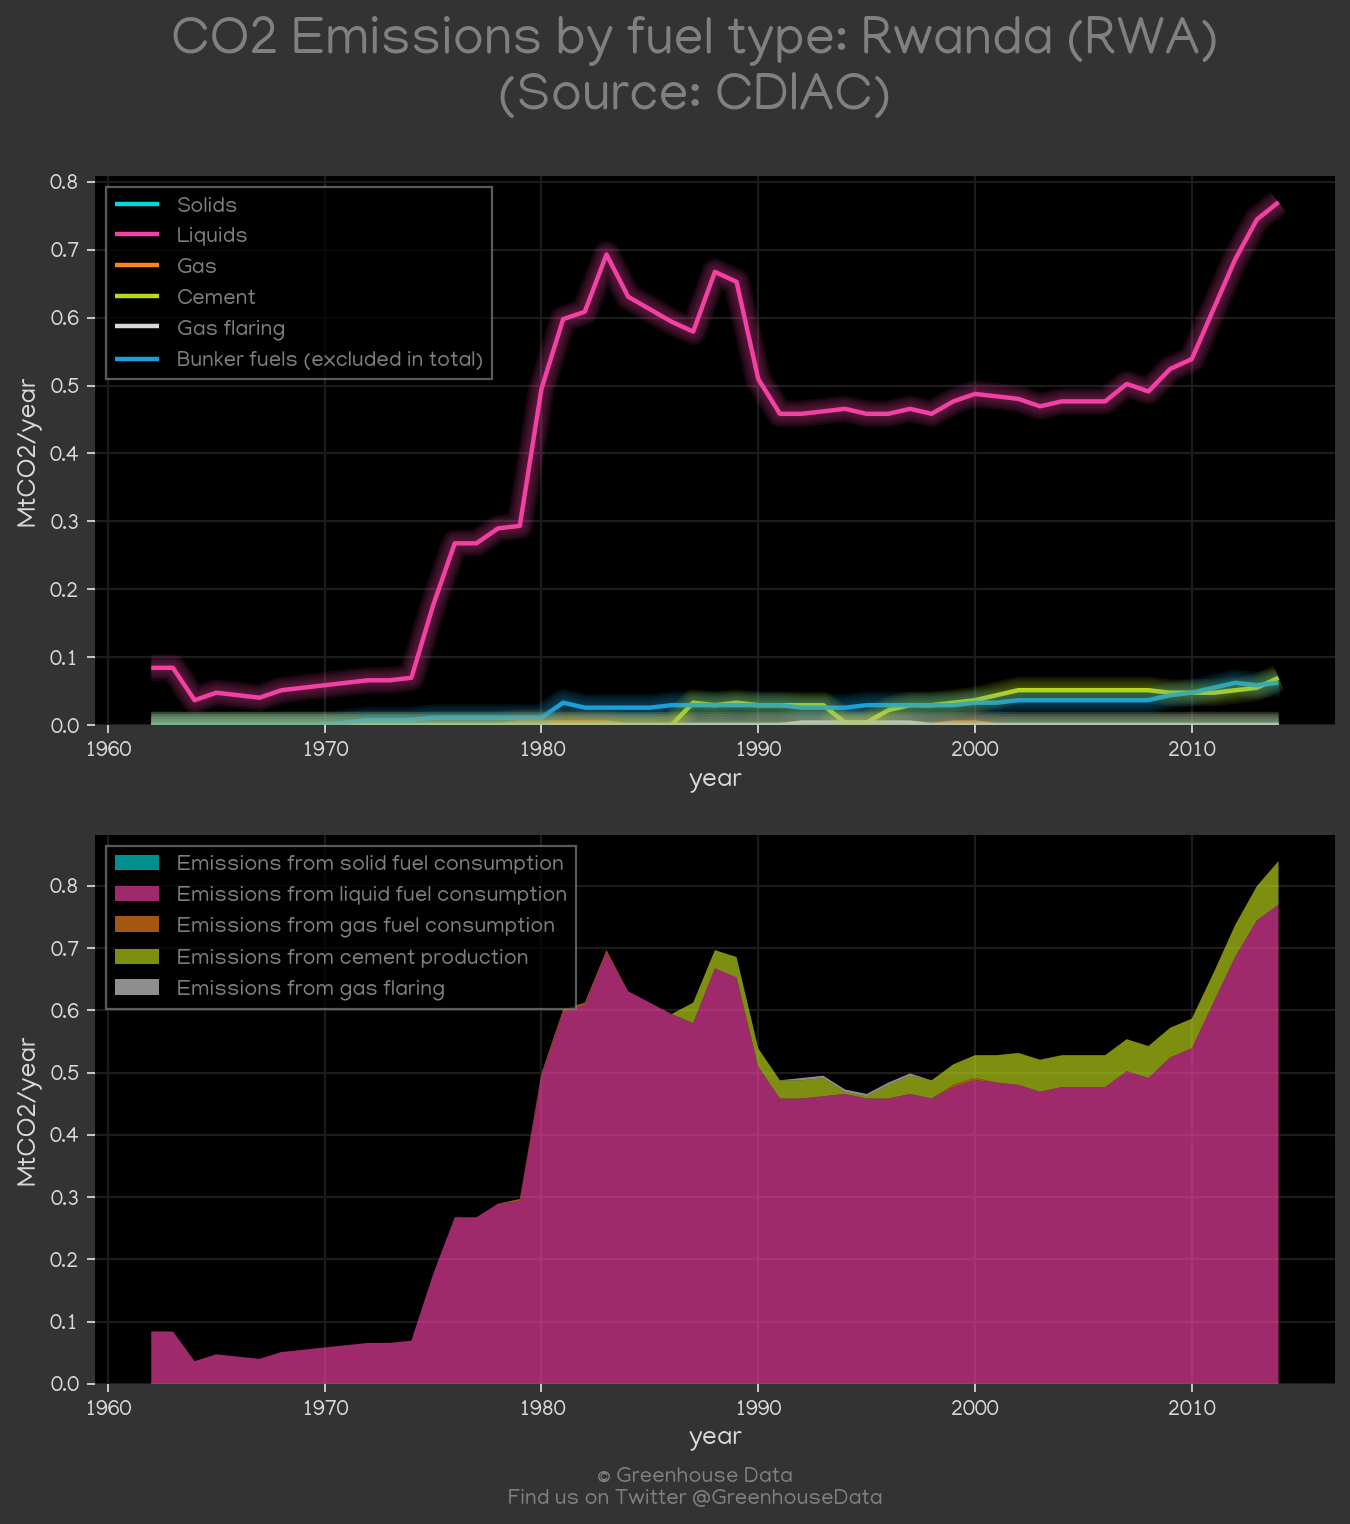 CO2 Emissions by fuel type: Rwanda (RWA)
(Source: CDIAC)
0.8
0.7
0.6
0.5
0.4
0.3
0.2
0.1
0.0
MtCO2/year
Solids
Liquids
Gas
Cement
Gas flaring
Bunker fuels (excluded in total)
1960 1970 1980 1990 2000 2010
year
0.8
0.7
0.6
0.5
0.4
0.3
0.2
0.1
0.0
MtCO2/year
Emissions from solid fuel consumption
Emissions from liquid fuel consumption
Emissions from gas fuel consumption
Emissions from cement production
Emissions from gas flaring
1960 1970 1980 1990 2000 2010
year
© Greenhouse Data
Find us on Twitter @GreenhouseData